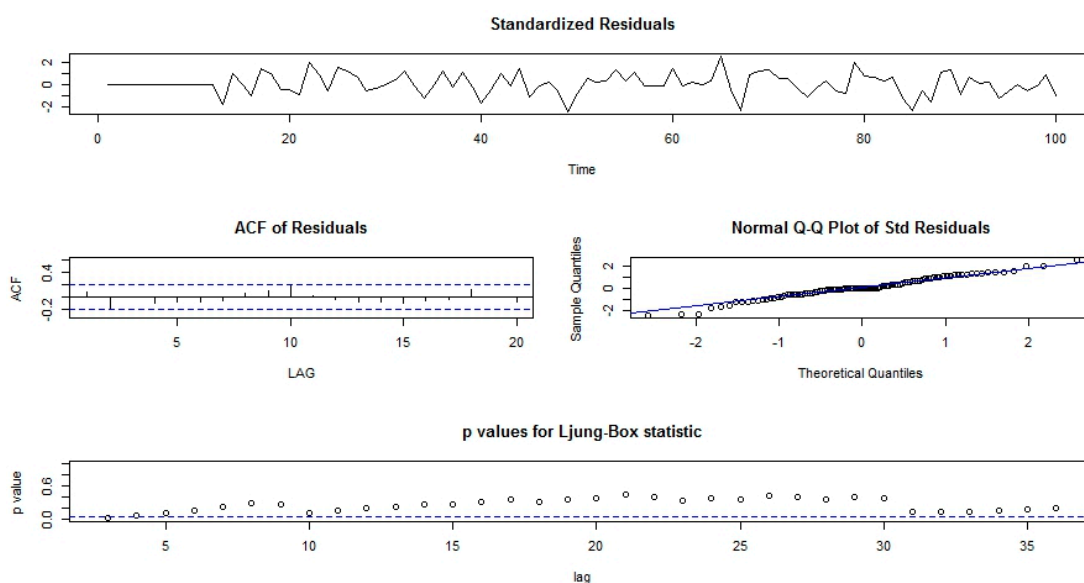 Standardized Residuals
2
0
-2
0 20 40 60 80 100
Time
ACF of Residuals
ACF
0.4
-0.2
5 10 15 20
LAG
Normal Q-Q Plot of Std Residuals
Sample Quantiles
2
0
-2
-2 -1 0 1 2
Theoretical Quantiles
p values for Ljung-Box statistic
p value
0.6
0.0
5 10 15 20 25 30 35
lag